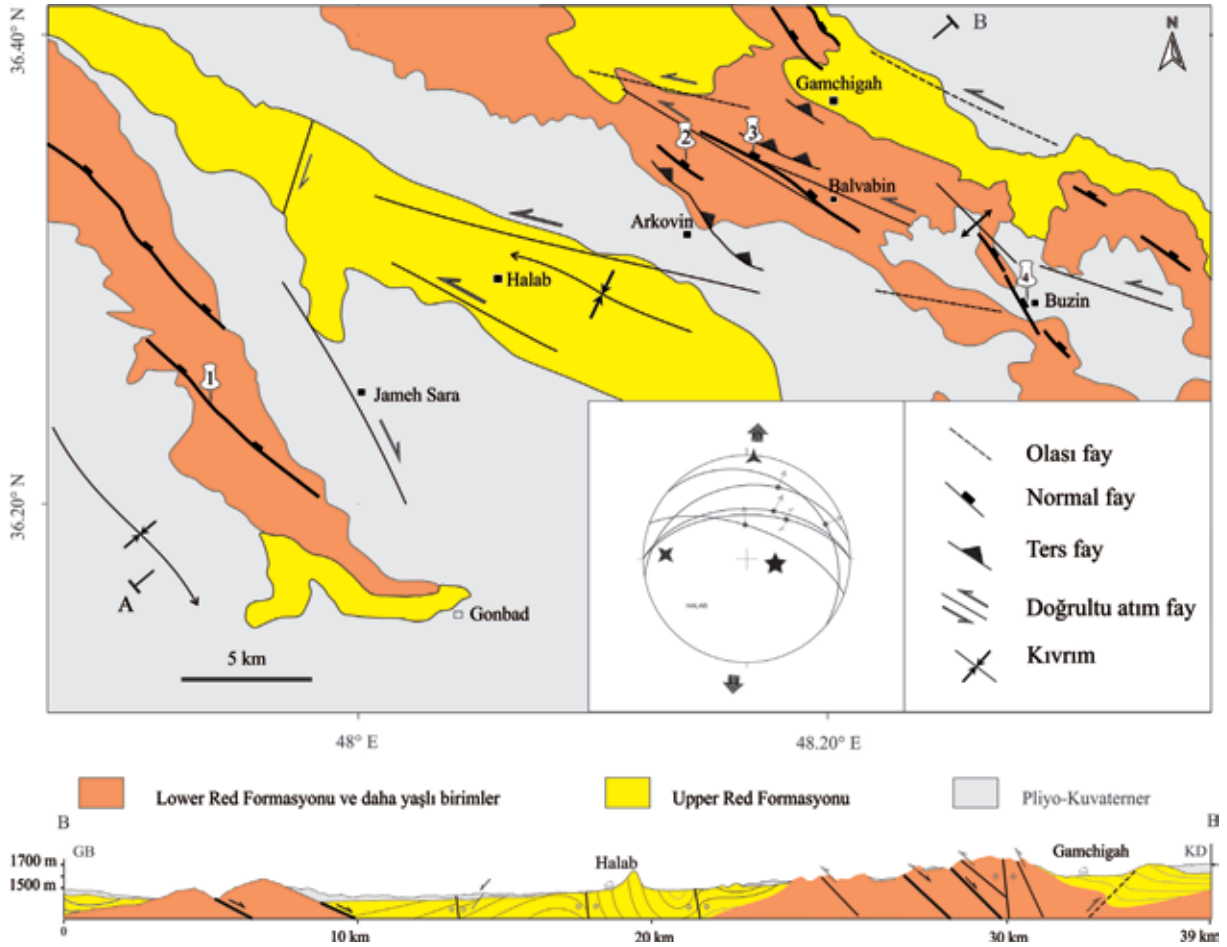 36.40° N
B
N
Gamchigah
2
3
Balvabin
Arkovin
Halab
4
Buzin
1
Jameh Sara
36.20° N
A
Gonbad
5 km
HALAB
Olası fay
Normal fay
Ters fay
Doğrultu atım fay
Kıvrım
48° E
48.20° E
Lower Red Formasyonu ve daha yaşlı birimler
Upper Red Formasyonu
Pliyo-Kuvaterner
B
GB
Halab
Gamchigah
KD
1700 m
1500 m
0
10 km
20 km
30 km
39 km